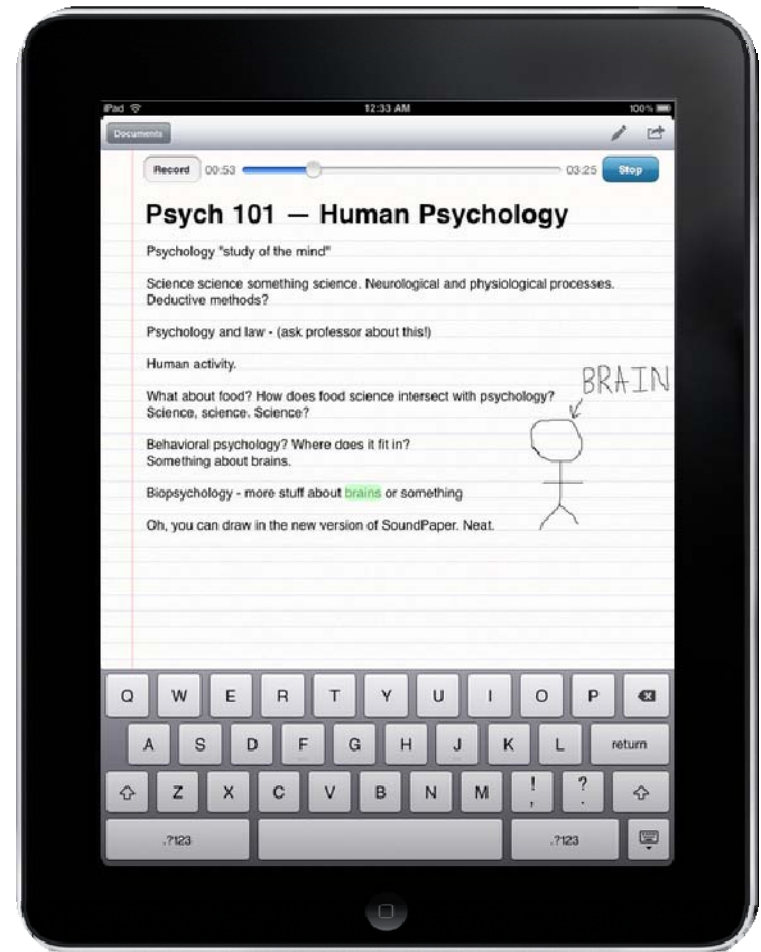 iPad 12:33 AM 100%
Documents
Record 00:53 03:25 Stop
Psych 101 — Human Psychology
Psychology "study of the mind"
Science science something science. Neurological and physiological processes.
Deductive methods?
Psychology and law - (ask professor about this!)
Human activity.
BRAIN
What about food? How does food science intersect with psychology?
Science, science. Science?
Behavioral psychology? Where does it fit in?
Something about brains.
Biopsychology - more stuff about brains or something
Oh, you can draw in the new version of SoundPaper. Neat.
Q W E R T Y U I O P
A S D F G H J K L return
Z X C V B N M ! , ? .
.?123 .?123